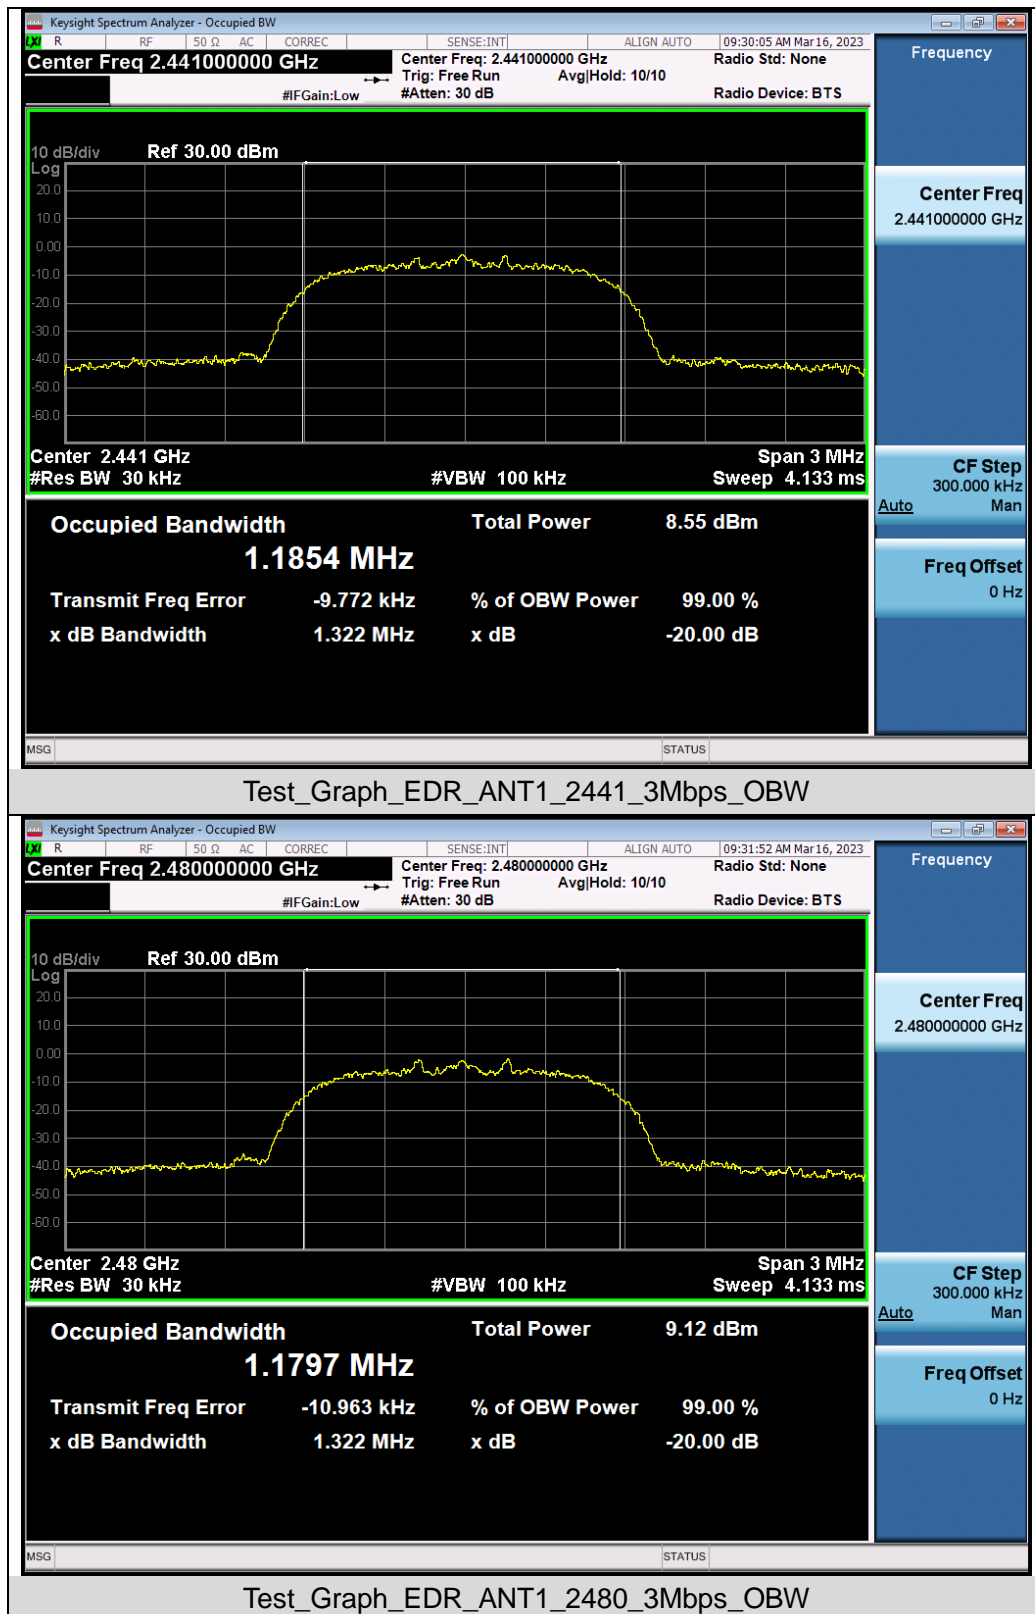 Keysight Spectrum Analyzer - Occupied BW
LXI R RF 50 Ω AC CORREC SENSE:INT ALIGN AUTO 09:30:05 AM Mar 16, 2023
Center Freq 2.441000000 GHz Center Freq: 2.441000000 GHz Radio Std: None
Trig: Free Run Avg|Hold: 10/10
#IFGain:Low #Atten: 30 dB Radio Device: BTS
Frequency
10 dB/div Ref 30.00 dBm
Log
20.0
10.0
0.00
-10.0
-20.0
-30.0
-40.0
-50.0
-60.0
Center 2.441 GHz Span 3 MHz
#Res BW 30 kHz #VBW 100 kHz Sweep 4.133 ms
Center Freq
2.441000000 GHz
CF Step
300.000 kHz
Auto Man
Freq Offset
0 Hz
Occupied Bandwidth Total Power 8.55 dBm
1.1854 MHz
Transmit Freq Error -9.772 kHz % of OBW Power 99.00 %
x dB Bandwidth 1.322 MHz x dB -20.00 dB
MSG STATUS
Test_Graph_EDR_ANT1_2441_3Mbps_OBW
Keysight Spectrum Analyzer - Occupied BW
LXI R RF 50 Ω AC CORREC SENSE:INT ALIGN AUTO 09:31:52 AM Mar 16, 2023
Center Freq 2.480000000 GHz Center Freq: 2.480000000 GHz Radio Std: None
Trig: Free Run Avg|Hold: 10/10
#IFGain:Low #Atten: 30 dB Radio Device: BTS
Frequency
10 dB/div Ref 30.00 dBm
Log
20.0
10.0
0.00
-10.0
-20.0
-30.0
-40.0
-50.0
-60.0
Center 2.48 GHz Span 3 MHz
#Res BW 30 kHz #VBW 100 kHz Sweep 4.133 ms
Center Freq
2.480000000 GHz
CF Step
300.000 kHz
Auto Man
Freq Offset
0 Hz
Occupied Bandwidth Total Power 9.12 dBm
1.1797 MHz
Transmit Freq Error -10.963 kHz % of OBW Power 99.00 %
x dB Bandwidth 1.322 MHz x dB -20.00 dB
MSG STATUS
Test_Graph_EDR_ANT1_2480_3Mbps_OBW